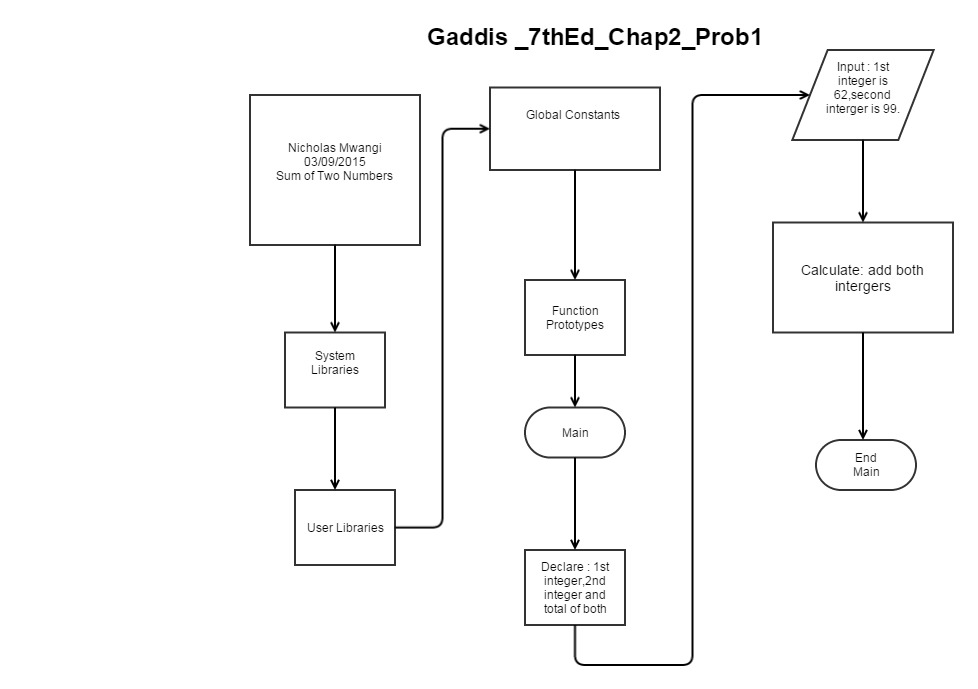 Gaddis _7thEd_Chap2_Prob1
Nicholas Mwangi
03/09/2015
Sum of Two Numbers
System
Libraries
User Libraries
Global Constants
Function
Prototypes
Main
Declare : 1st
integer,2nd
integer and
total of both
Input : 1st
integer is
62,second
interger is 99.
Calculate: add both
intergers
End
Main